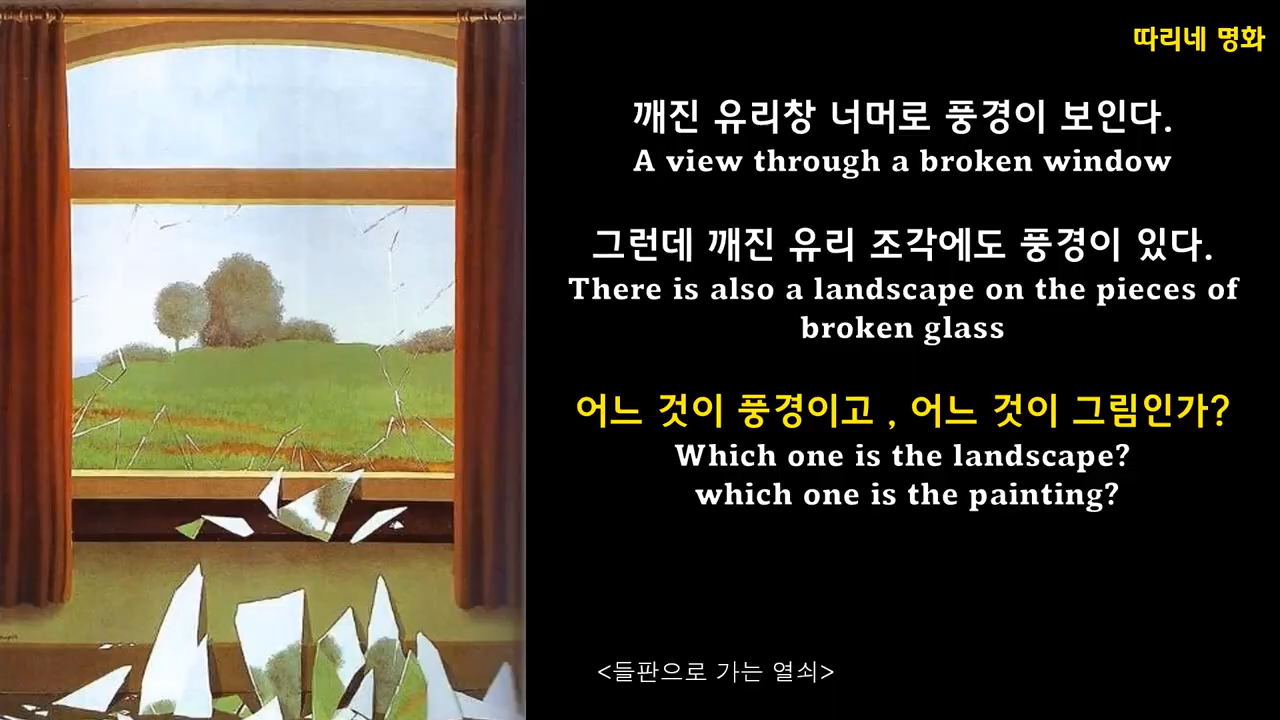 따리네 명화
깨진 유리창 너머로 풍경이 보인다.
A view through a broken window
그런데 깨진 유리 조각에도 풍경이 있다.
There is also a landscape on the pieces of
broken glass
어느 것이 풍경이고 , 어느 것이 그림인가?
Which one is the landscape?
which one is the painting?
<들판으로 가는 열쇠>